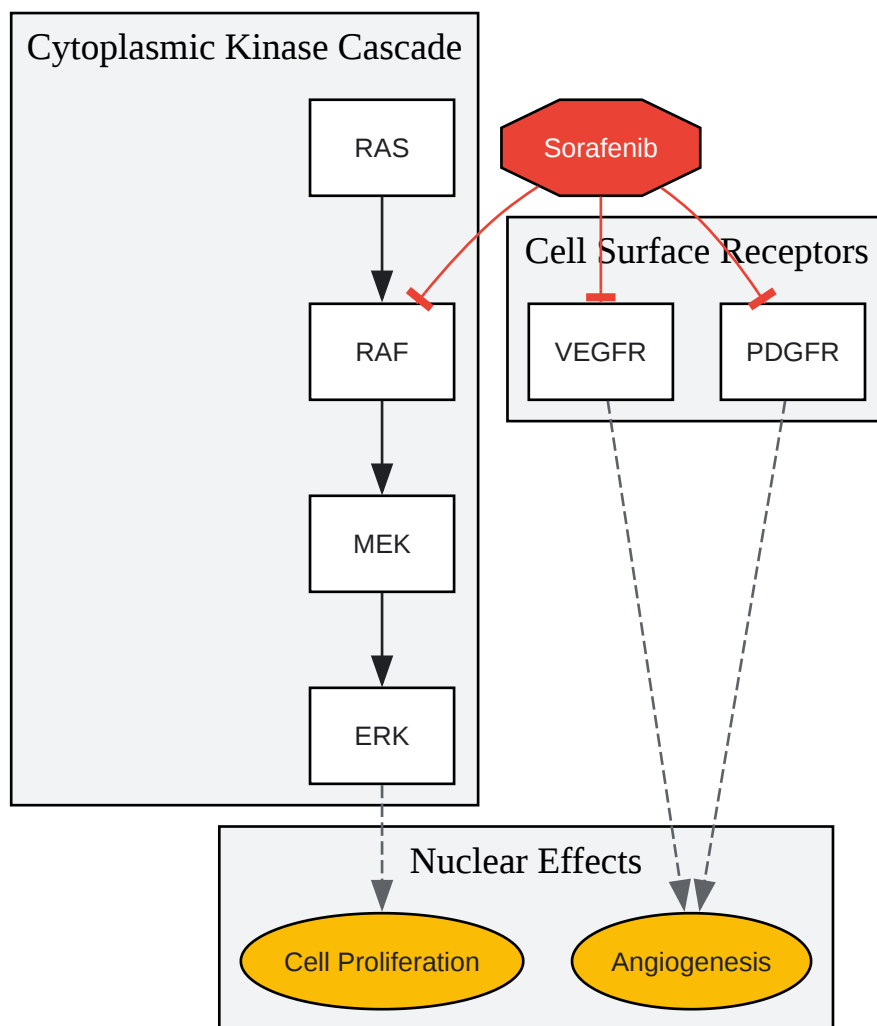 Cytoplasmic Kinase Cascade
RAS
Sorafenib
Cell Surface Receptors
RAF
VEGFR
PDGFR
MEK
ERK
Nuclear Effects
Cell Proliferation
Angiogenesis